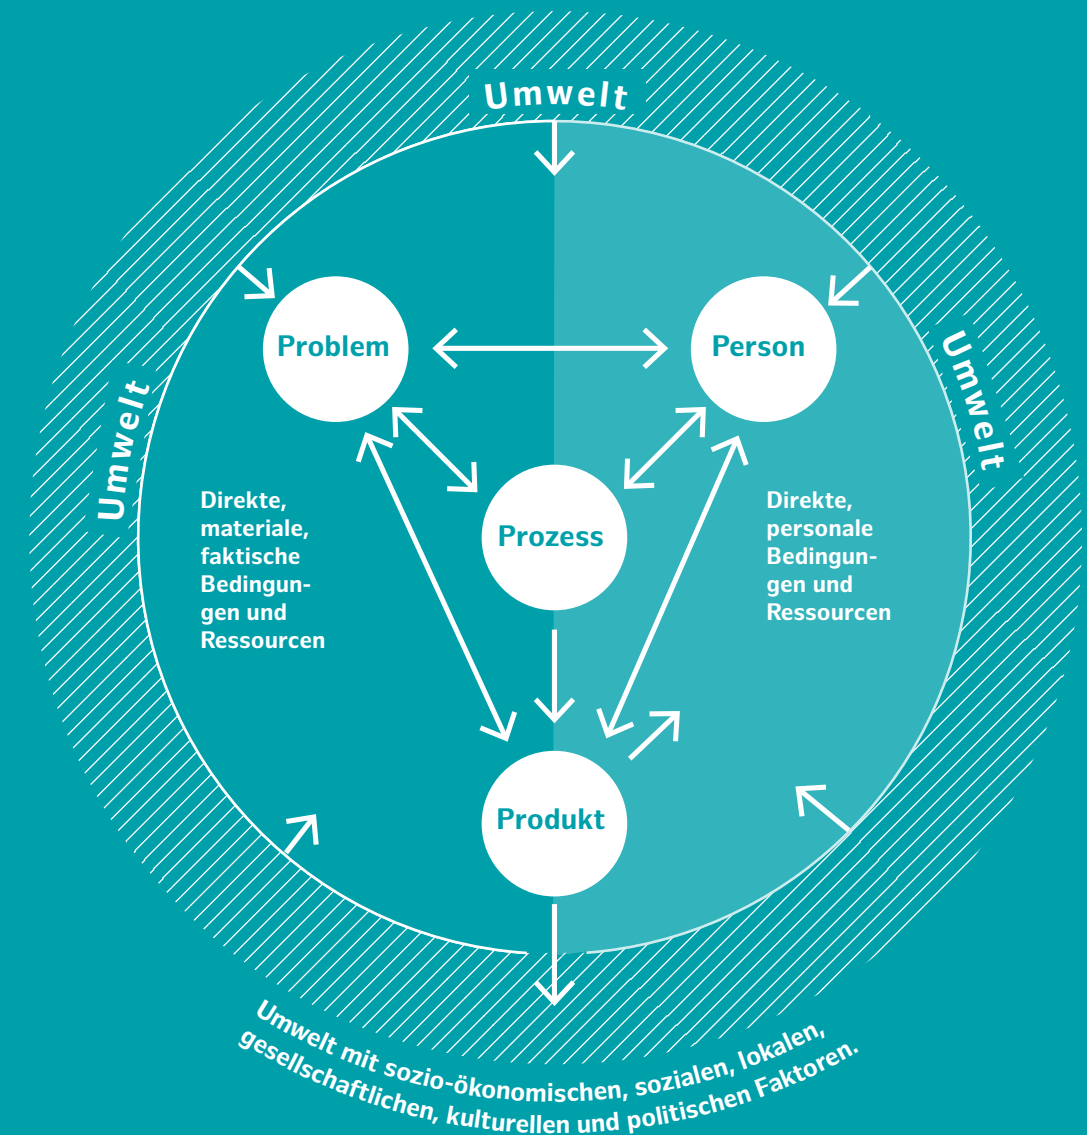 Umwelt
Problem
Person
Umwelt
Umwelt
Direkte,
materiale,
faktische
Bedingun-
gen und
Ressourcen
Prozess
Direkte,
personale
Bedingun-
gen und
Ressourcen
Produkt
Umwelt mit sozio-ökonomischen, sozialen, lokalen,
gesellschaftlichen, kulturellen und politischen Faktoren.